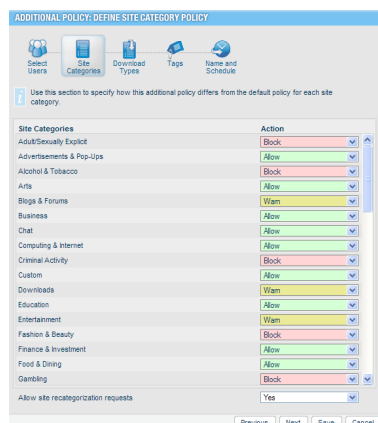 ADDITIONAL POLICY: DEFINE SITE CATEGORY POLICY
Select Users
Site Categories
Download Types
Tags
Name and Schedule
Use this section to specify how this additional policy differs from the default policy for each site
category.
Site Categories Action
Adult/Sexually Explicit Block
Advertisements & Pop-Ups Allow
Alcohol & Tobacco Block
Arts Allow
Blogs & Forums Warn
Business Allow
Chat Allow
Computing & Internet Allow
Criminal Activity Block
Custom Allow
Downloads Warn
Education Allow
Entertainment Warn
Fashion & Beauty Block
Finance & Investment Allow
Food & Dining Allow
Gambling Block
Allow site recategorization requests Yes
Previous Next Save Cancel